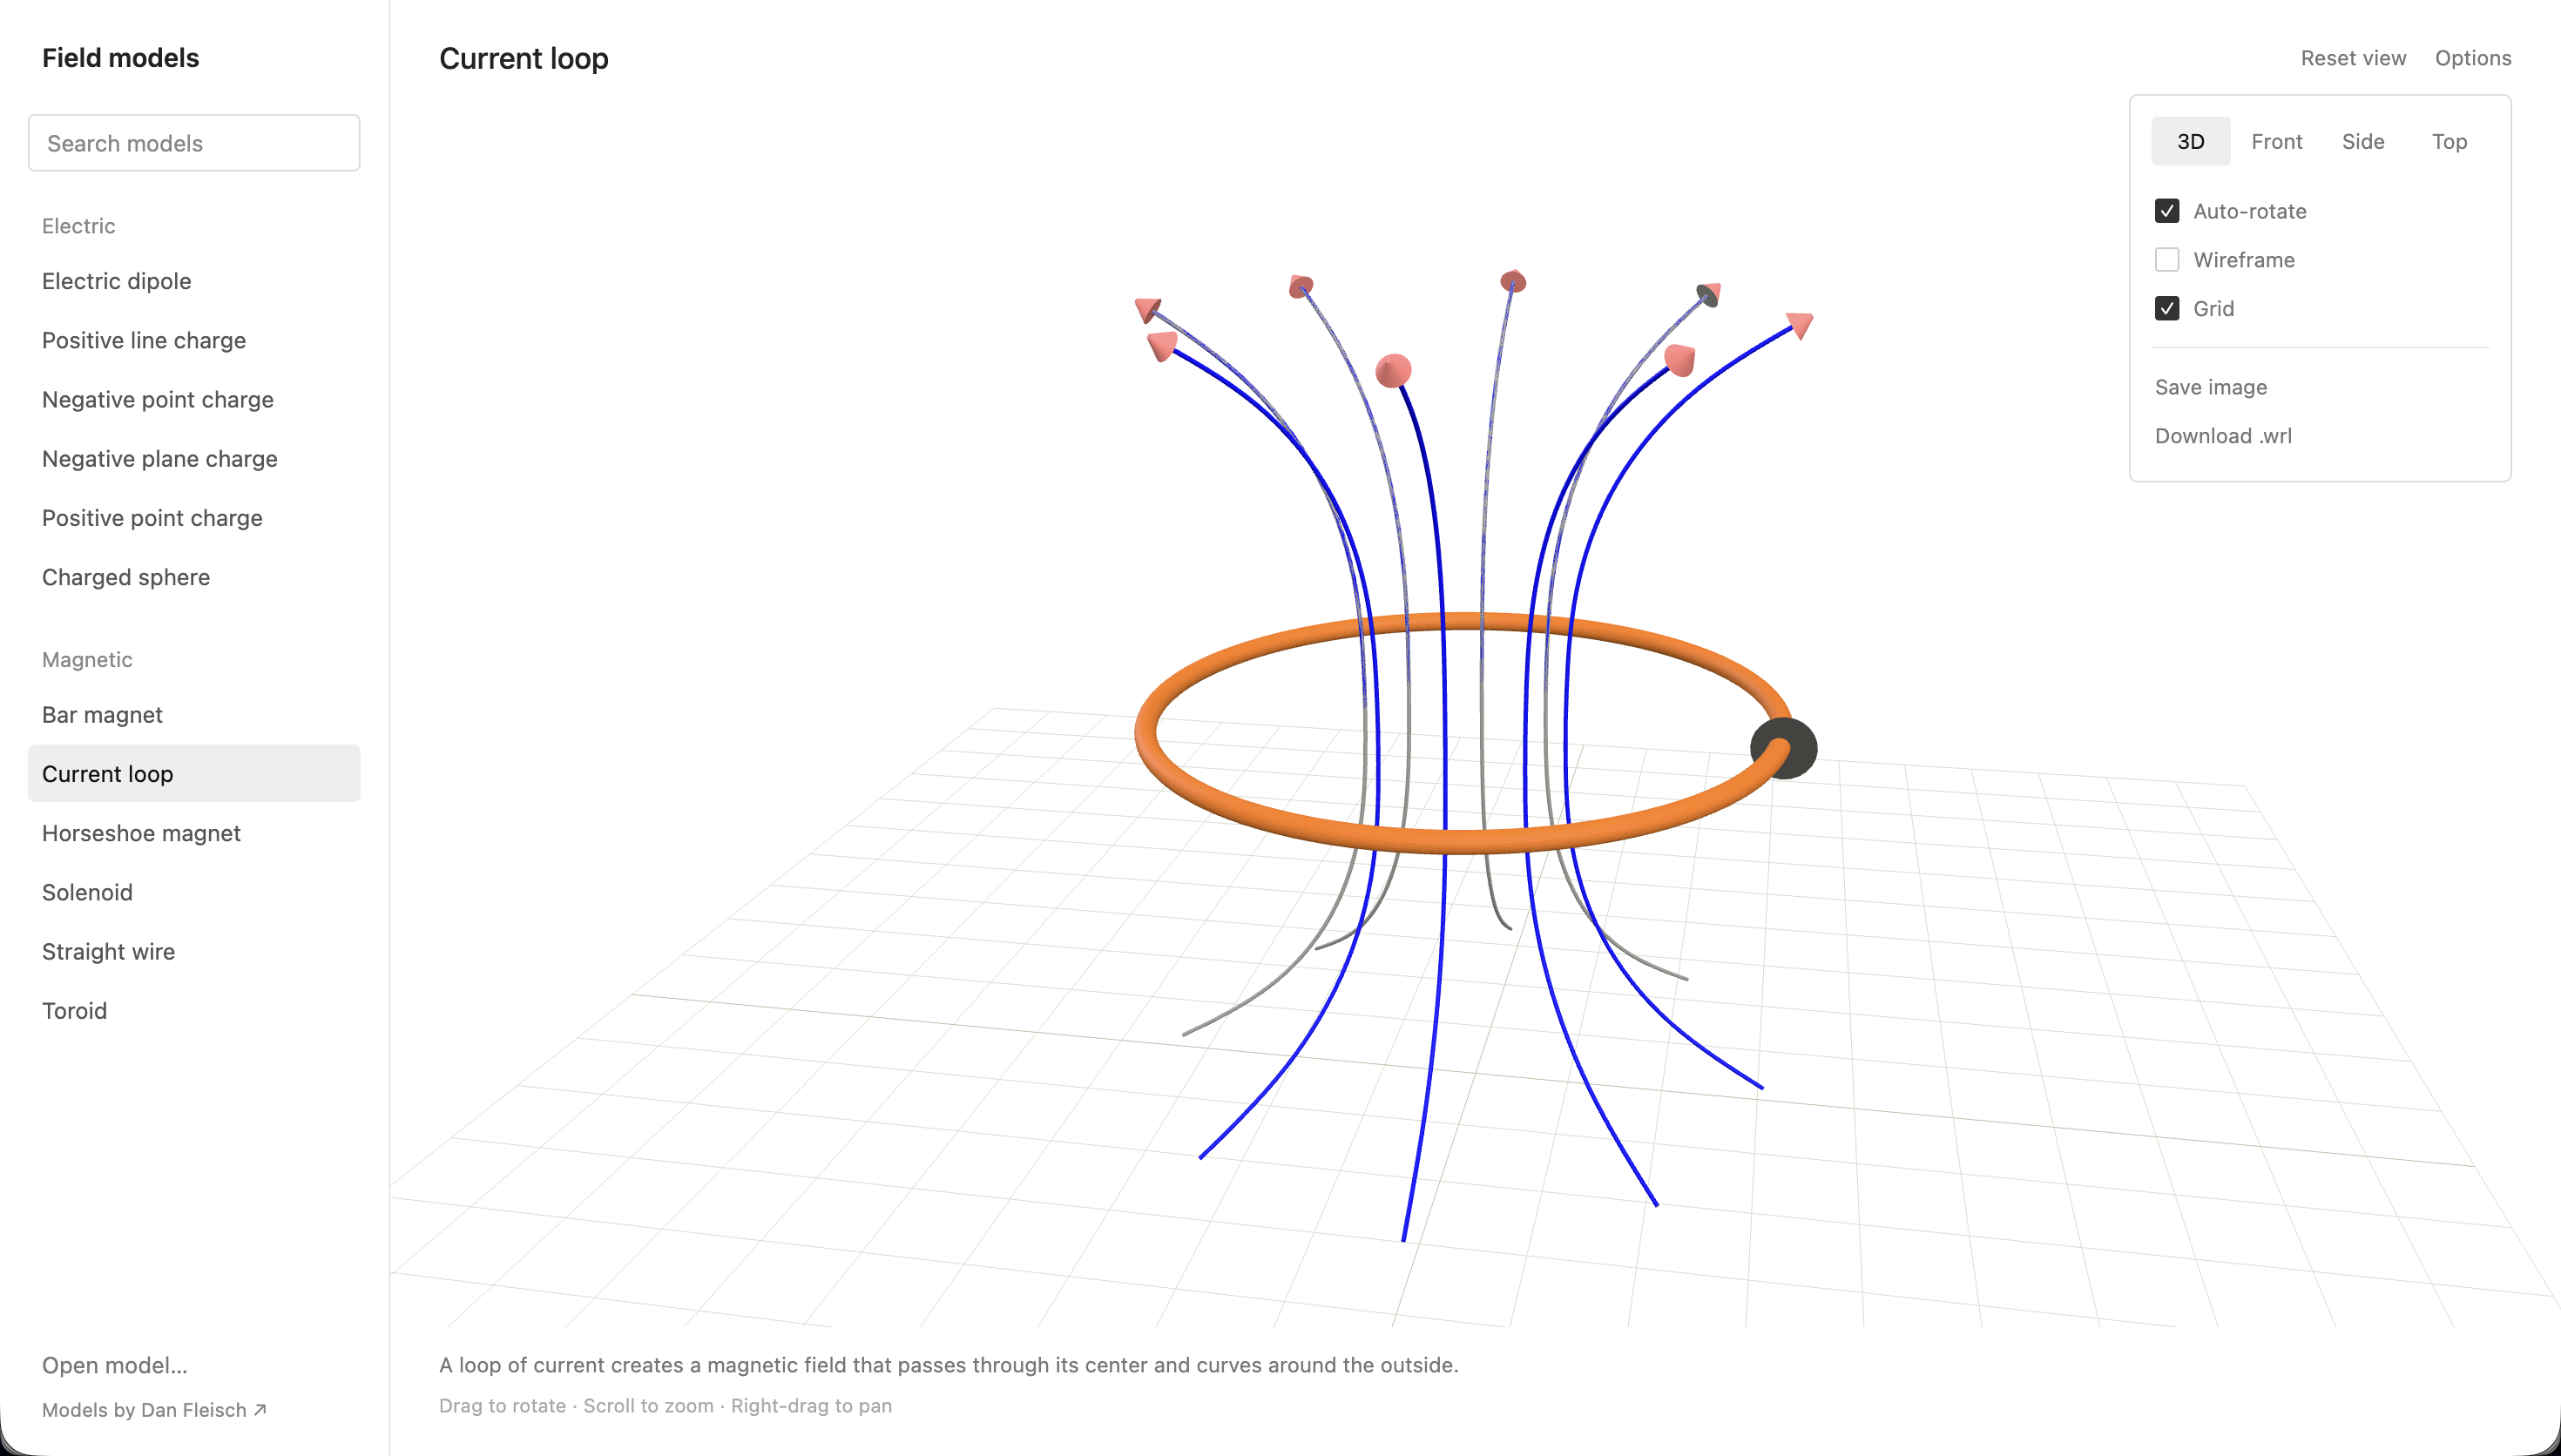 Field models
Search models
Electric
Electric dipole
Positive line charge
Negative point charge
Negative plane charge
Positive point charge
Charged sphere
Magnetic
Bar magnet
Current loop
Horseshoe magnet
Solenoid
Straight wire
Toroid
Open model...
Models by Dan Fleisch ↗
Current loop
Reset view Options
3D Front Side Top
Auto-rotate
Wireframe
Grid
Save image
Download .wrl
A loop of current creates a magnetic field that passes through its center and curves around the outside.
Drag to rotate · Scroll to zoom · Right-drag to pan